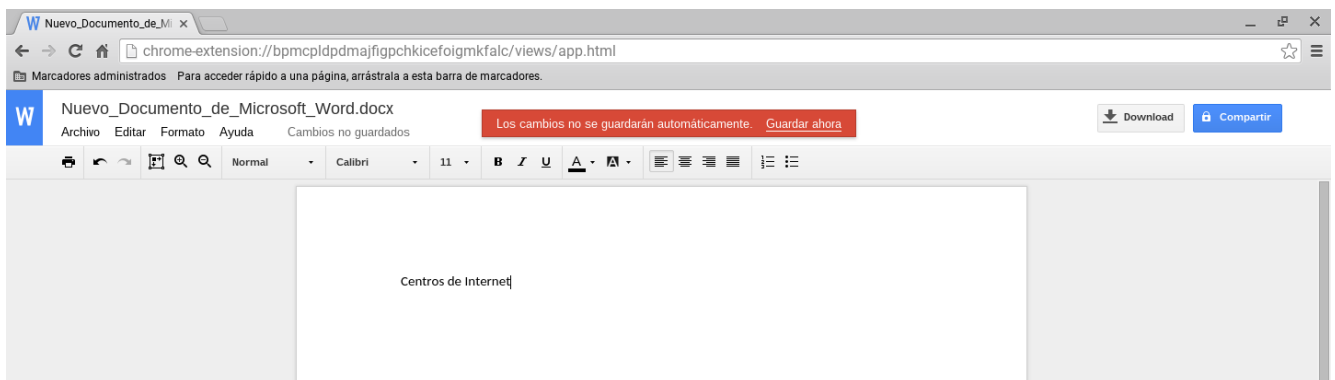 Nuevo_Documento_de_Mi
chrome-extension://bpmcpldpdmajfigpchkicefoigmkfalc/views/app.html
Marcadores administrados Para acceder rápido a una página, arrástrala a esta barra de marcadores.
W Nuevo_Documento_de_Microsoft_Word.docx
Archivo Editar Formato Ayuda Cambios no guardados
Los cambios no se guardarán automáticamente. Guardar ahora
Download Compartir
Normal Calibri 11 B I U A A
Centros de Internet